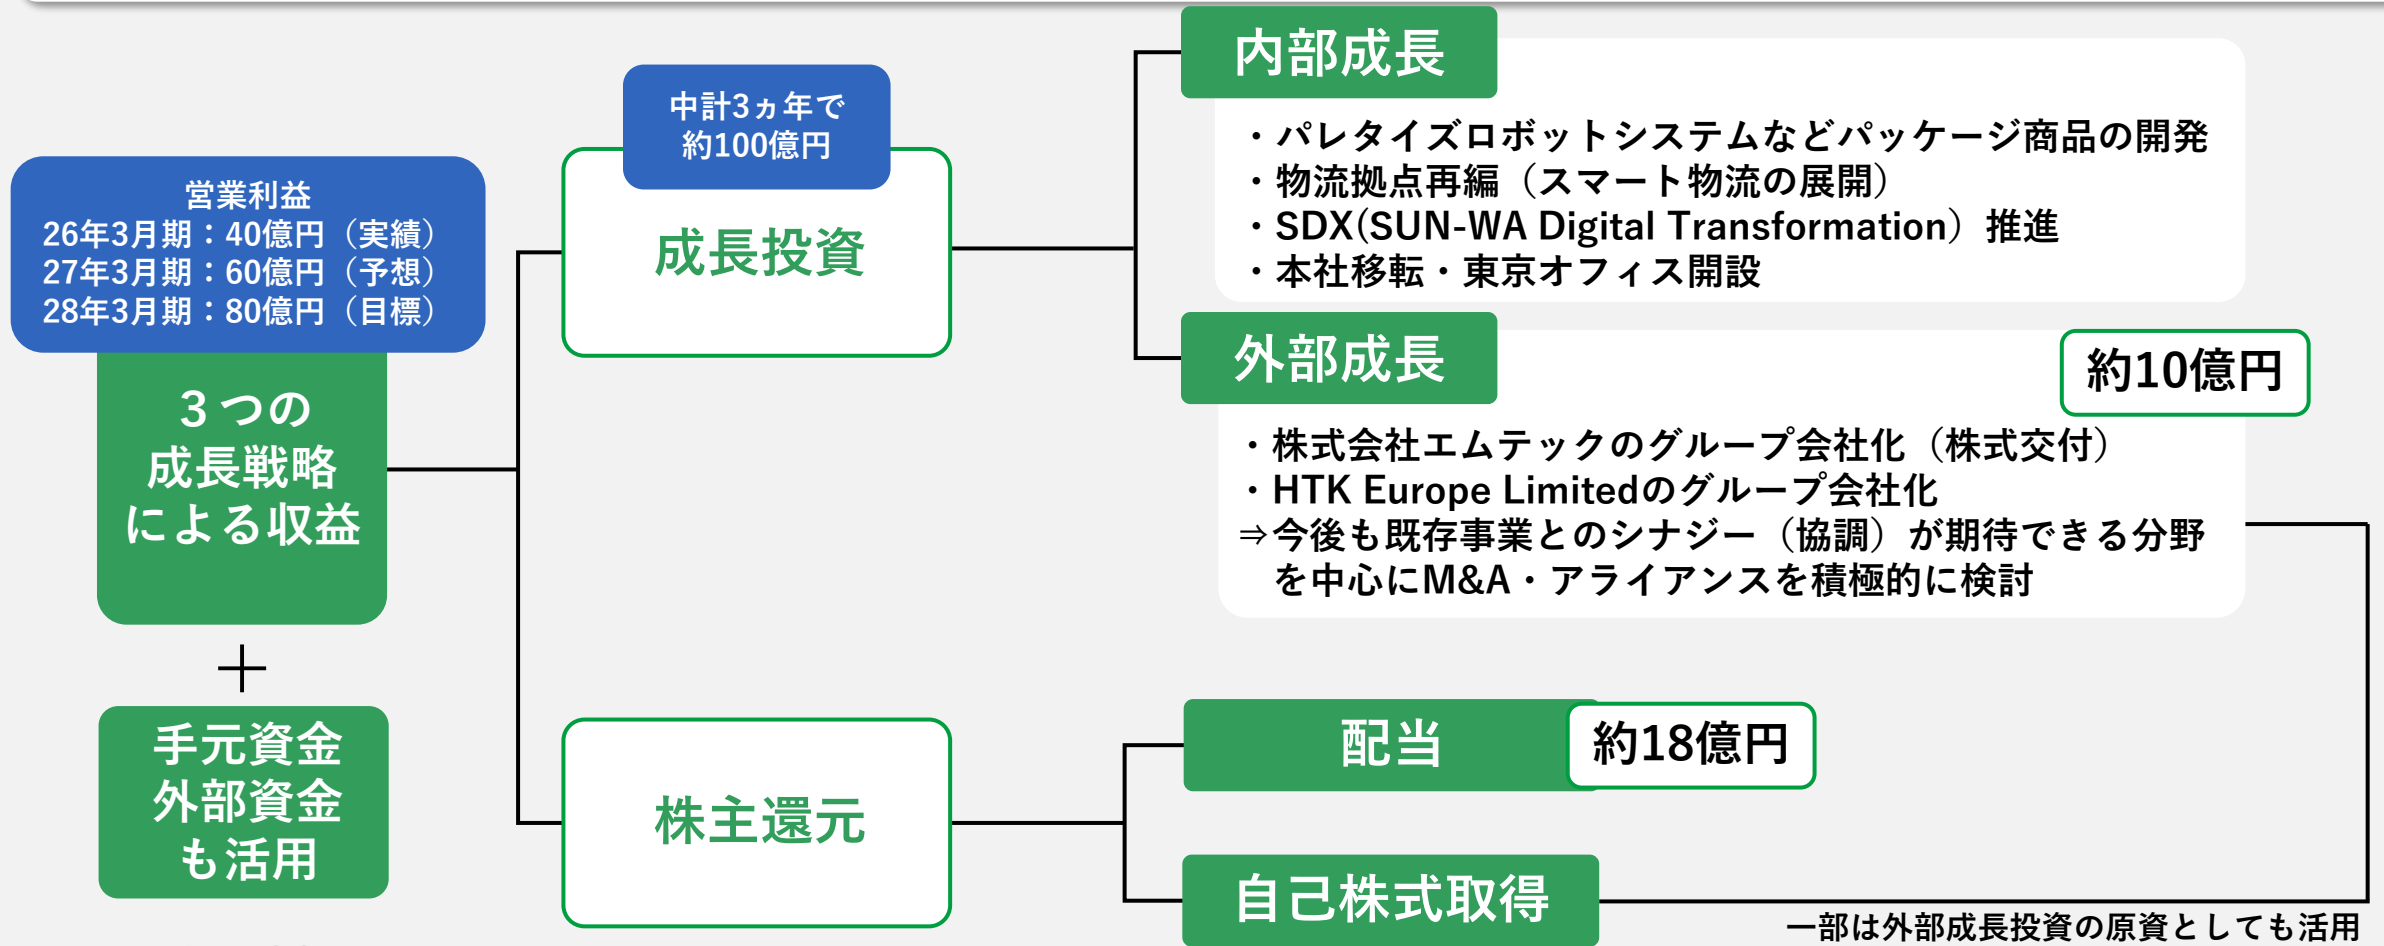 営業利益
26年3月期：40億円（実績）
27年3月期：60億円（予想）
28年3月期：80億円（目標）
３つの
成長戦略
による収益
＋
手元資金
外部資金
も活用
中計3ヵ年で
約100億円
成長投資
内部成長
・パレタイズロボットシステムなどパッケージ商品の開発
・物流拠点再編（スマート物流の展開）
・SDX(SUN-WA Digital Transformation）推進
・本社移転・東京オフィス開設
外部成長
約10億円
・株式会社エムテックのグループ会社化（株式交付）
・HTK Europe Limitedのグループ会社化
⇒今後も既存事業とのシナジー（協調）が期待できる分野
を中心にM&A・アライアンスを積極的に検討
株主還元
配当
約18億円
自己株式取得
一部は外部成長投資の原資としても活用